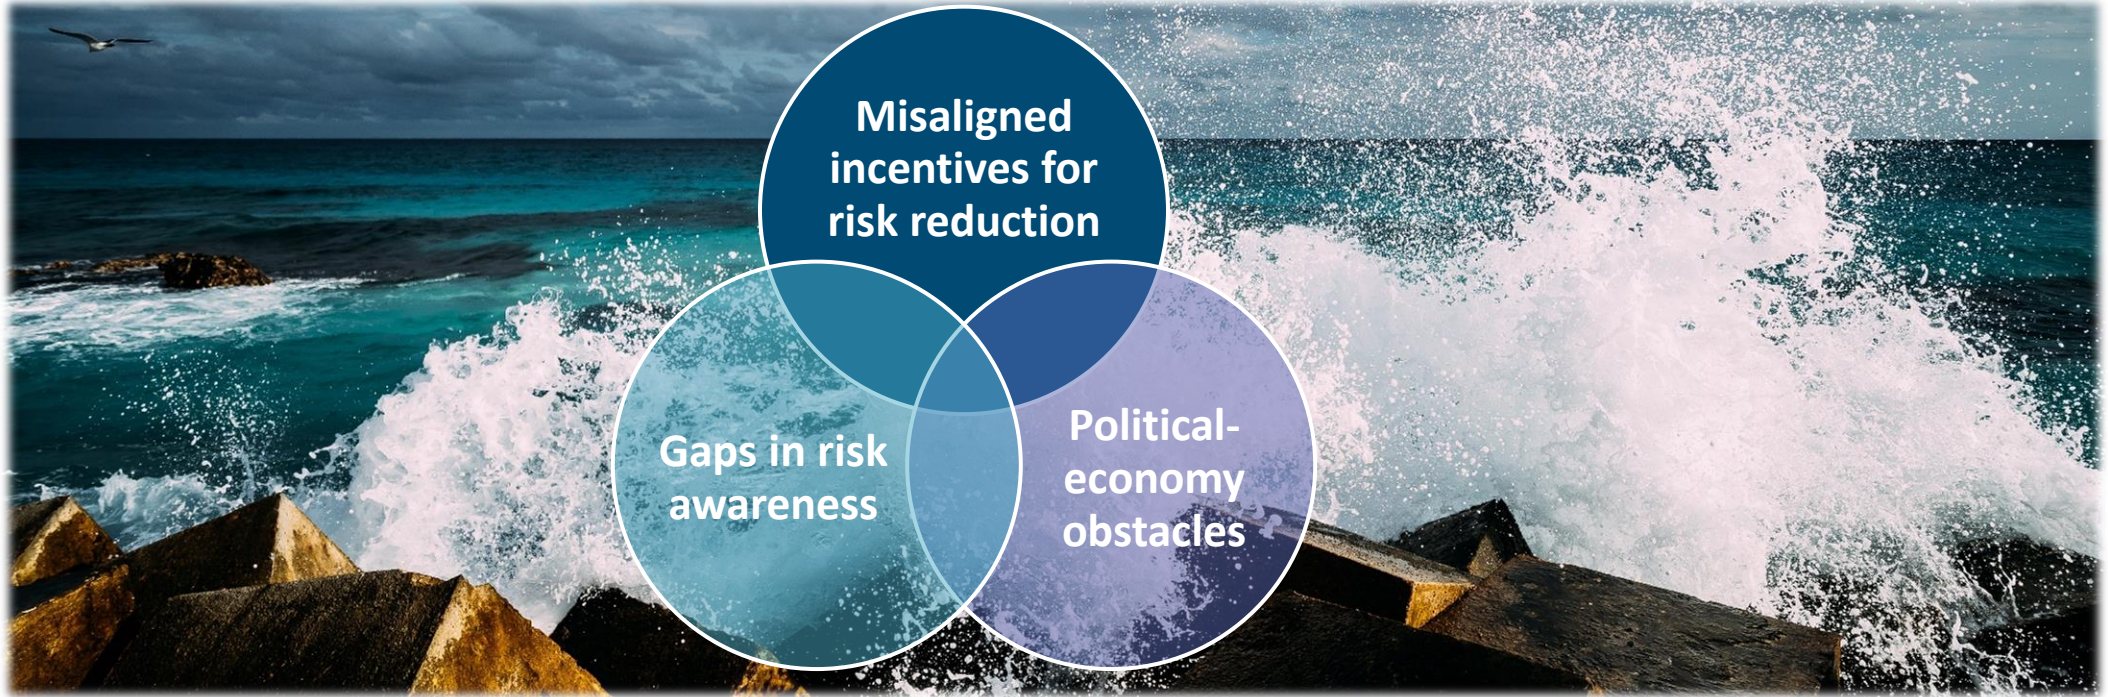 Misaligned
incentives for
risk reduction
Gaps in risk
awareness
Political-
economy
obstacles